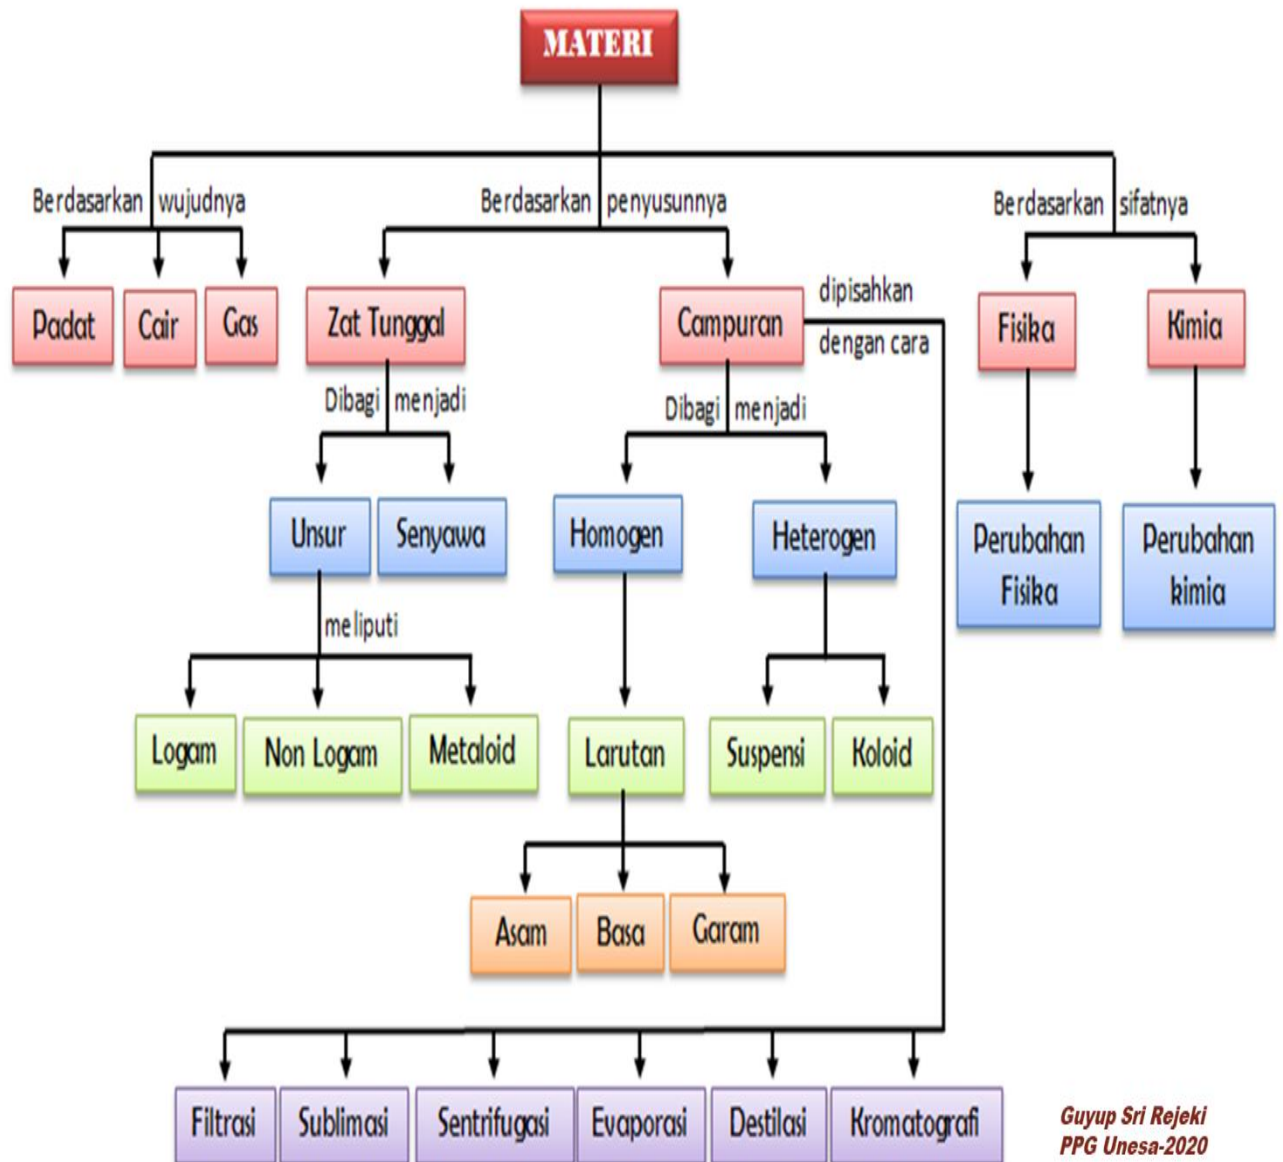 MATERI
Berdasarkan wujudnya
Berdasarkan penyusunnya
Berdasarkan sifatnya
Padat
Cair
Gas
Zat Tunggal
Campuran
dipisahkan
dengan cara
Fisika
Kimia
Dibagi menjadi
Dibagi menjadi
Unsur
Senyawa
Homogen
Heterogen
Perubahan
Fisika
Perubahan
kimia
meliputi
Logam
Non Logam
Metaloid
Larutan
Suspensi
Koloid
Asam
Basa
Garam
Filtrasi
Sublimasi
Sentrifugasi
Evaporasi
Destilasi
Kromatografi
Guyup Sri Rejeki
PPG Unesa-2020